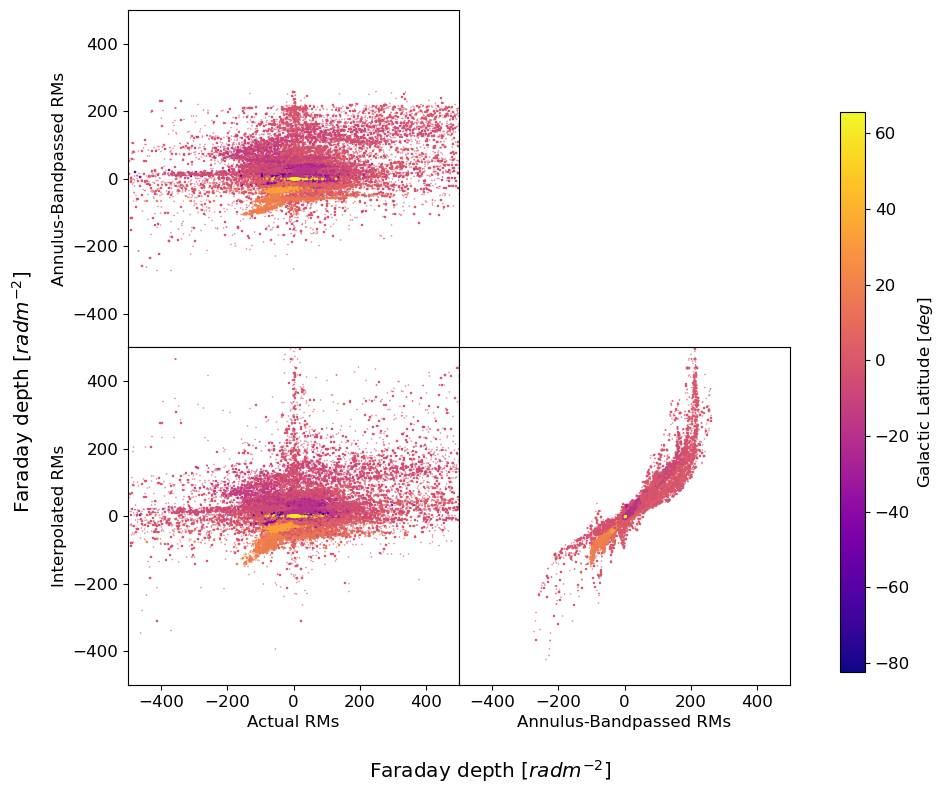 400
200
0
−200
−400
Annulus-Bandpassed RMs
400
200
0
−200
−400
Interpolated RMs
Faraday depth [radm⁻²]
−400 −200 0 200 400
−400 −200 0 200 400
Actual RMs
Annulus-Bandpassed RMs
Faraday depth [radm⁻²]
60
40
20
0
−20
−40
−60
−80
Galactic Latitude [deg]